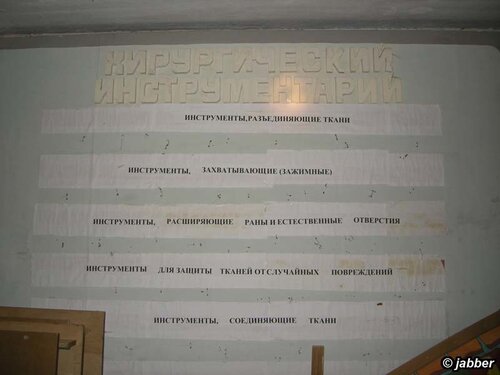 ХИРУРГИЧЕСКИЙ
ИНСТРУМЕНТАРИЙ
ИНСТРУМЕНТЫ,РАЗЪЕДИНЯЮЩИЕ ТКАНИ
ИНСТРУМЕНТЫ, ЗАХВАТЫВАЮЩИЕ (ЗАЖИМНЫЕ)
ИНСТРУМЕНТЫ, РАСШИРЯЮЩИЕ РАНЫ И ЕСТЕСТВЕННЫЕ ОТВЕРСТИЯ
ИНСТРУМЕНТЫ ДЛЯ ЗАЩИТЫ ТКАНЕЙ ОТ СЛУЧАЙНЫХ ПОВРЕЖДЕНИЙ
ИНСТРУМЕНТЫ, СОЕДИНЯЮЩИЕ ТКАНИ
© jabber